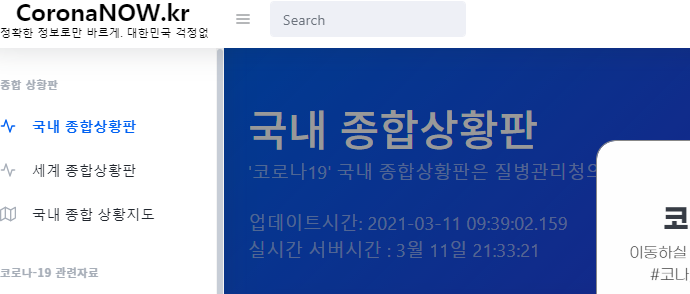 CoronaNOW.kr
정확한 정보로만 바르게. 대한민국 걱정없
Search
종합 상황판
국내 종합상황판
세계 종합상황판
국내 종합 상황지도
코로나-19 관련자료
국내 종합상황판
'코로나19' 국내 종합상황판은 질병관리청의
업데이트시간: 2021-03-11 09:39:02.159
실시간 서버시간 : 3월 11일 21:33:21
코
이동하실
#코나